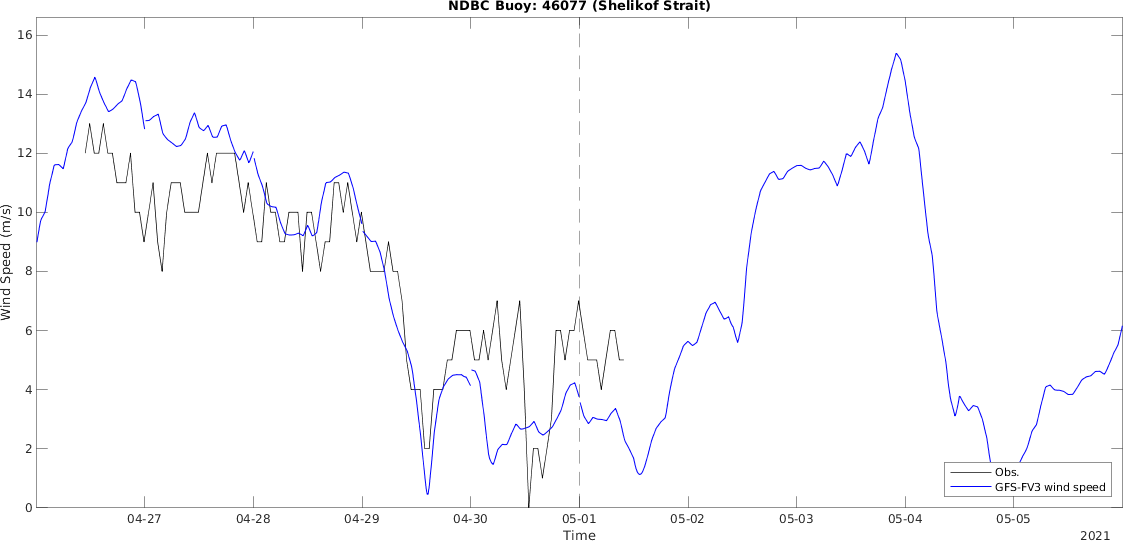 NDBC Buoy: 46077 (Shelikof Strait)
16
14
12
10
8
6
4
2
0
Wind Speed (m/s)
Obs.
GFS-FV3 wind speed
04-27 04-28 04-29 04-30 05-01 05-02 05-03 05-04 05-05
Time
2021